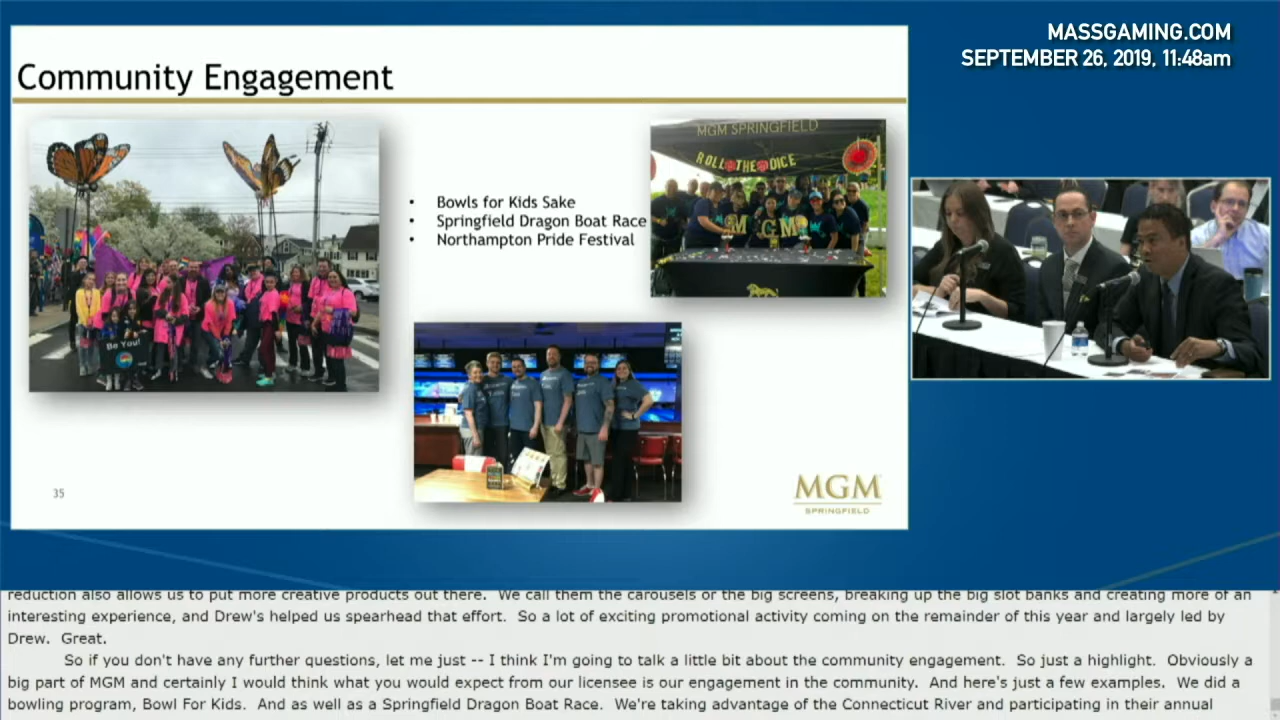 MASSGAMING.COM
SEPTEMBER 26, 2019, 11:48am
Community Engagement
• Bowls for Kids Sake
• Springfield Dragon Boat Race
• Northampton Pride Festival
MGM SPRINGFIELD
ROLL THE DICE
MGM
Be You!
35
MGM
SPRINGFIELD
reduction also allows us to put more creative products out there. We call them the carousels or the big screens, breaking up the big slot banks and creating more of an
interesting experience, and Drew's helped us spearhead that effort. So a lot of exciting promotional activity coming on the remainder of this year and largely led by
Drew. Great.
So if you don't have any further questions, let me just -- I think I'm going to talk a little bit about the community engagement. So just a highlight. Obviously a
big part of MGM and certainly I would think what you would expect from our licensee is our engagement in the community. And here's just a few examples. We did a
bowling program, Bowl For Kids. And as well as a Springfield Dragon Boat Race. We're taking advantage of the Connecticut River and participating in their annual